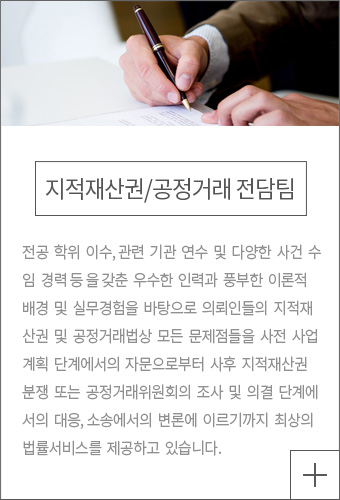 지적재산권/공정거래 전담팀
전공 학위 이수, 관련 기관 연수 및 다양한 사건 수
임 경력 등을 갖춘 우수한 인력과 풍부한 이론적
배경 및 실무경험을 바탕으로 의뢰인들의 지적재
산권 및 공정거래법상 모든 문제점들을 사전 사업
계획 단계에서의 자문으로부터 사후 지적재산권
분쟁 또는 공정거래위원회의 조사 및 의결 단계에
서의 대응, 소송에서의 변론에 이르기까지 최상의
법률서비스를 제공하고 있습니다.